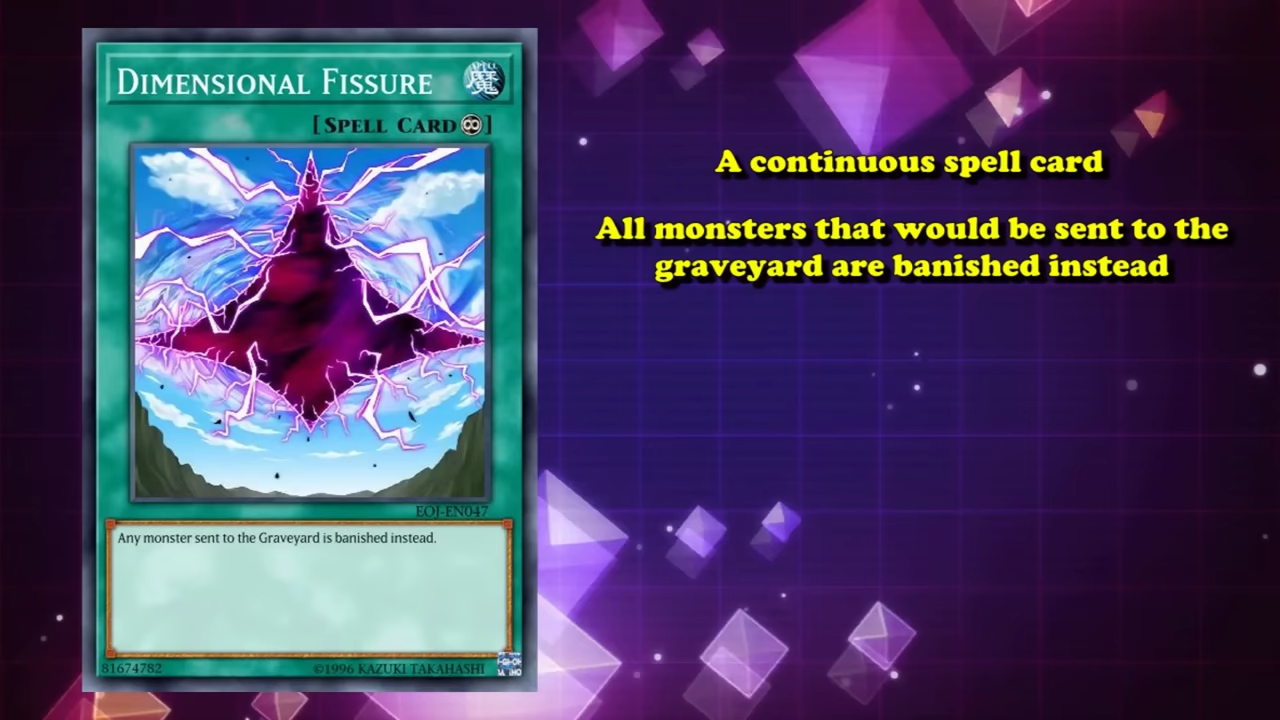 DIMENSIONAL FISSURE
SPELL
魔
[SPELL CARD]
EOJ-EN047
Any monster sent to the Graveyard is banished instead.
81674782
©1996 KAZUKI TAKAHASHI
A continuous spell card
All monsters that would be sent to the
graveyard are banished instead